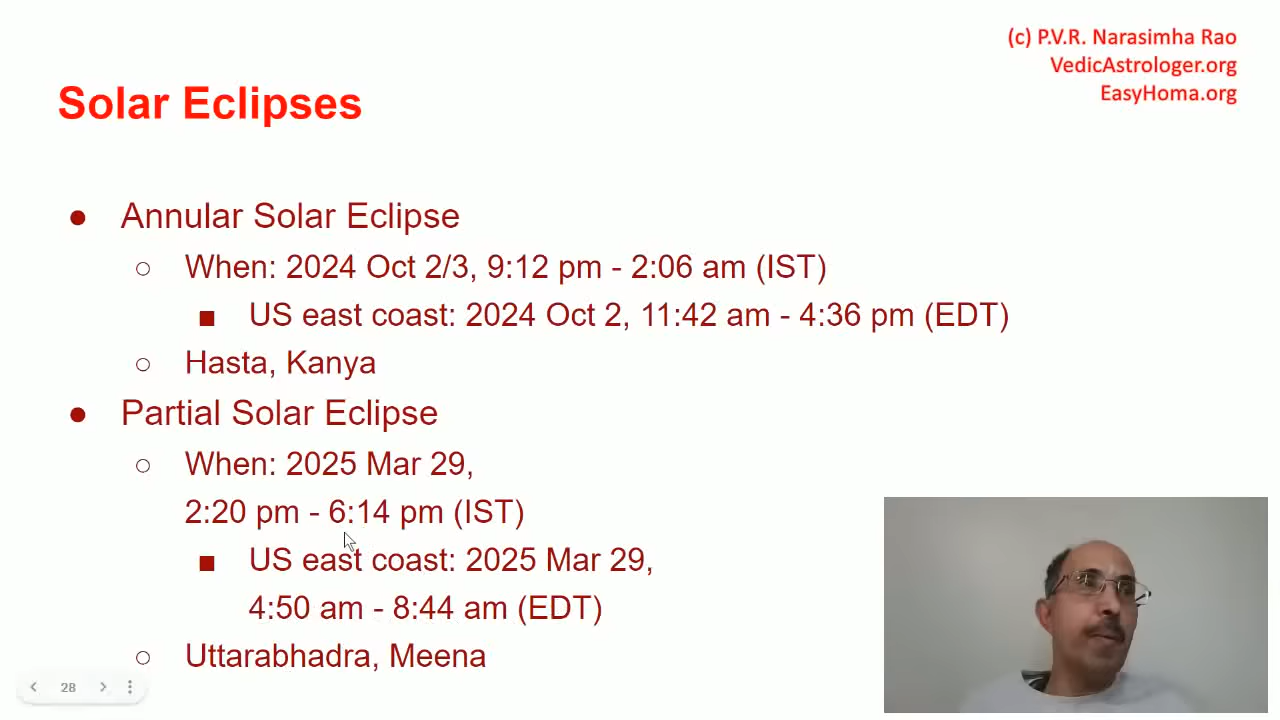 (c) P.V.R. Narasimha Rao
VedicAstrologer.org
EasyHoma.org
Solar Eclipses
● Annular Solar Eclipse
○ When: 2024 Oct 2/3, 9:12 pm - 2:06 am (IST)
■ US east coast: 2024 Oct 2, 11:42 am - 4:36 pm (EDT)
○ Hasta, Kanya
● Partial Solar Eclipse
○ When: 2025 Mar 29,
2:20 pm - 6:14 pm (IST)
■ US east coast: 2025 Mar 29,
4:50 am - 8:44 am (EDT)
○ Uttarabhadra, Meena
28